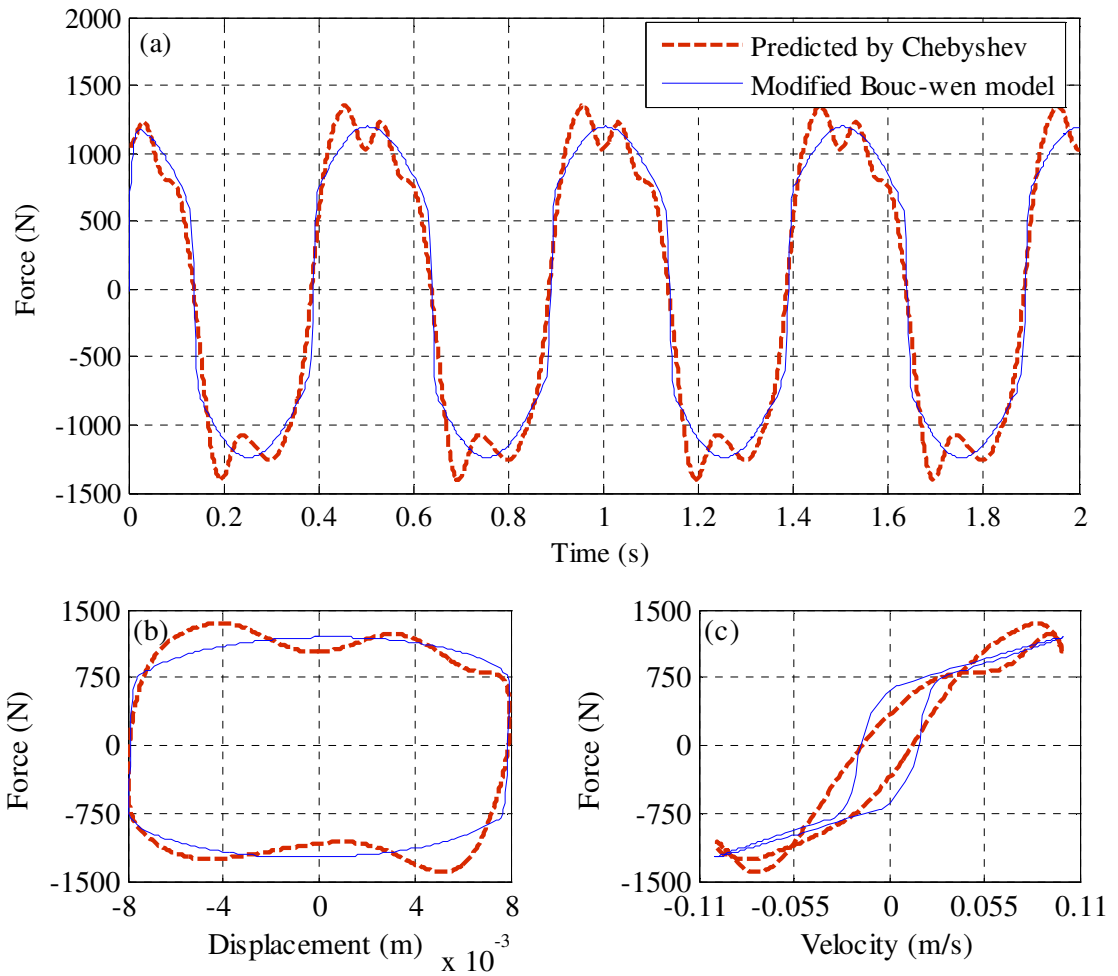 2000
1500
1000
500
0
-500
-1000
-1500
Force (N)
(a)
Predicted by Chebyshev
Modified Bouc-wen model
0 0.2 0.4 0.6 0.8 1 1.2 1.4 1.6 1.8 2
Time (s)
1500
750
0
-750
-1500
Force (N)
(b)
-8 -4 0 4 8
Displacement (m)
x 10-3
1500
750
0
-750
-1500
Force (N)
(c)
-0.11 -0.055 0 0.055 0.11
Velocity (m/s)